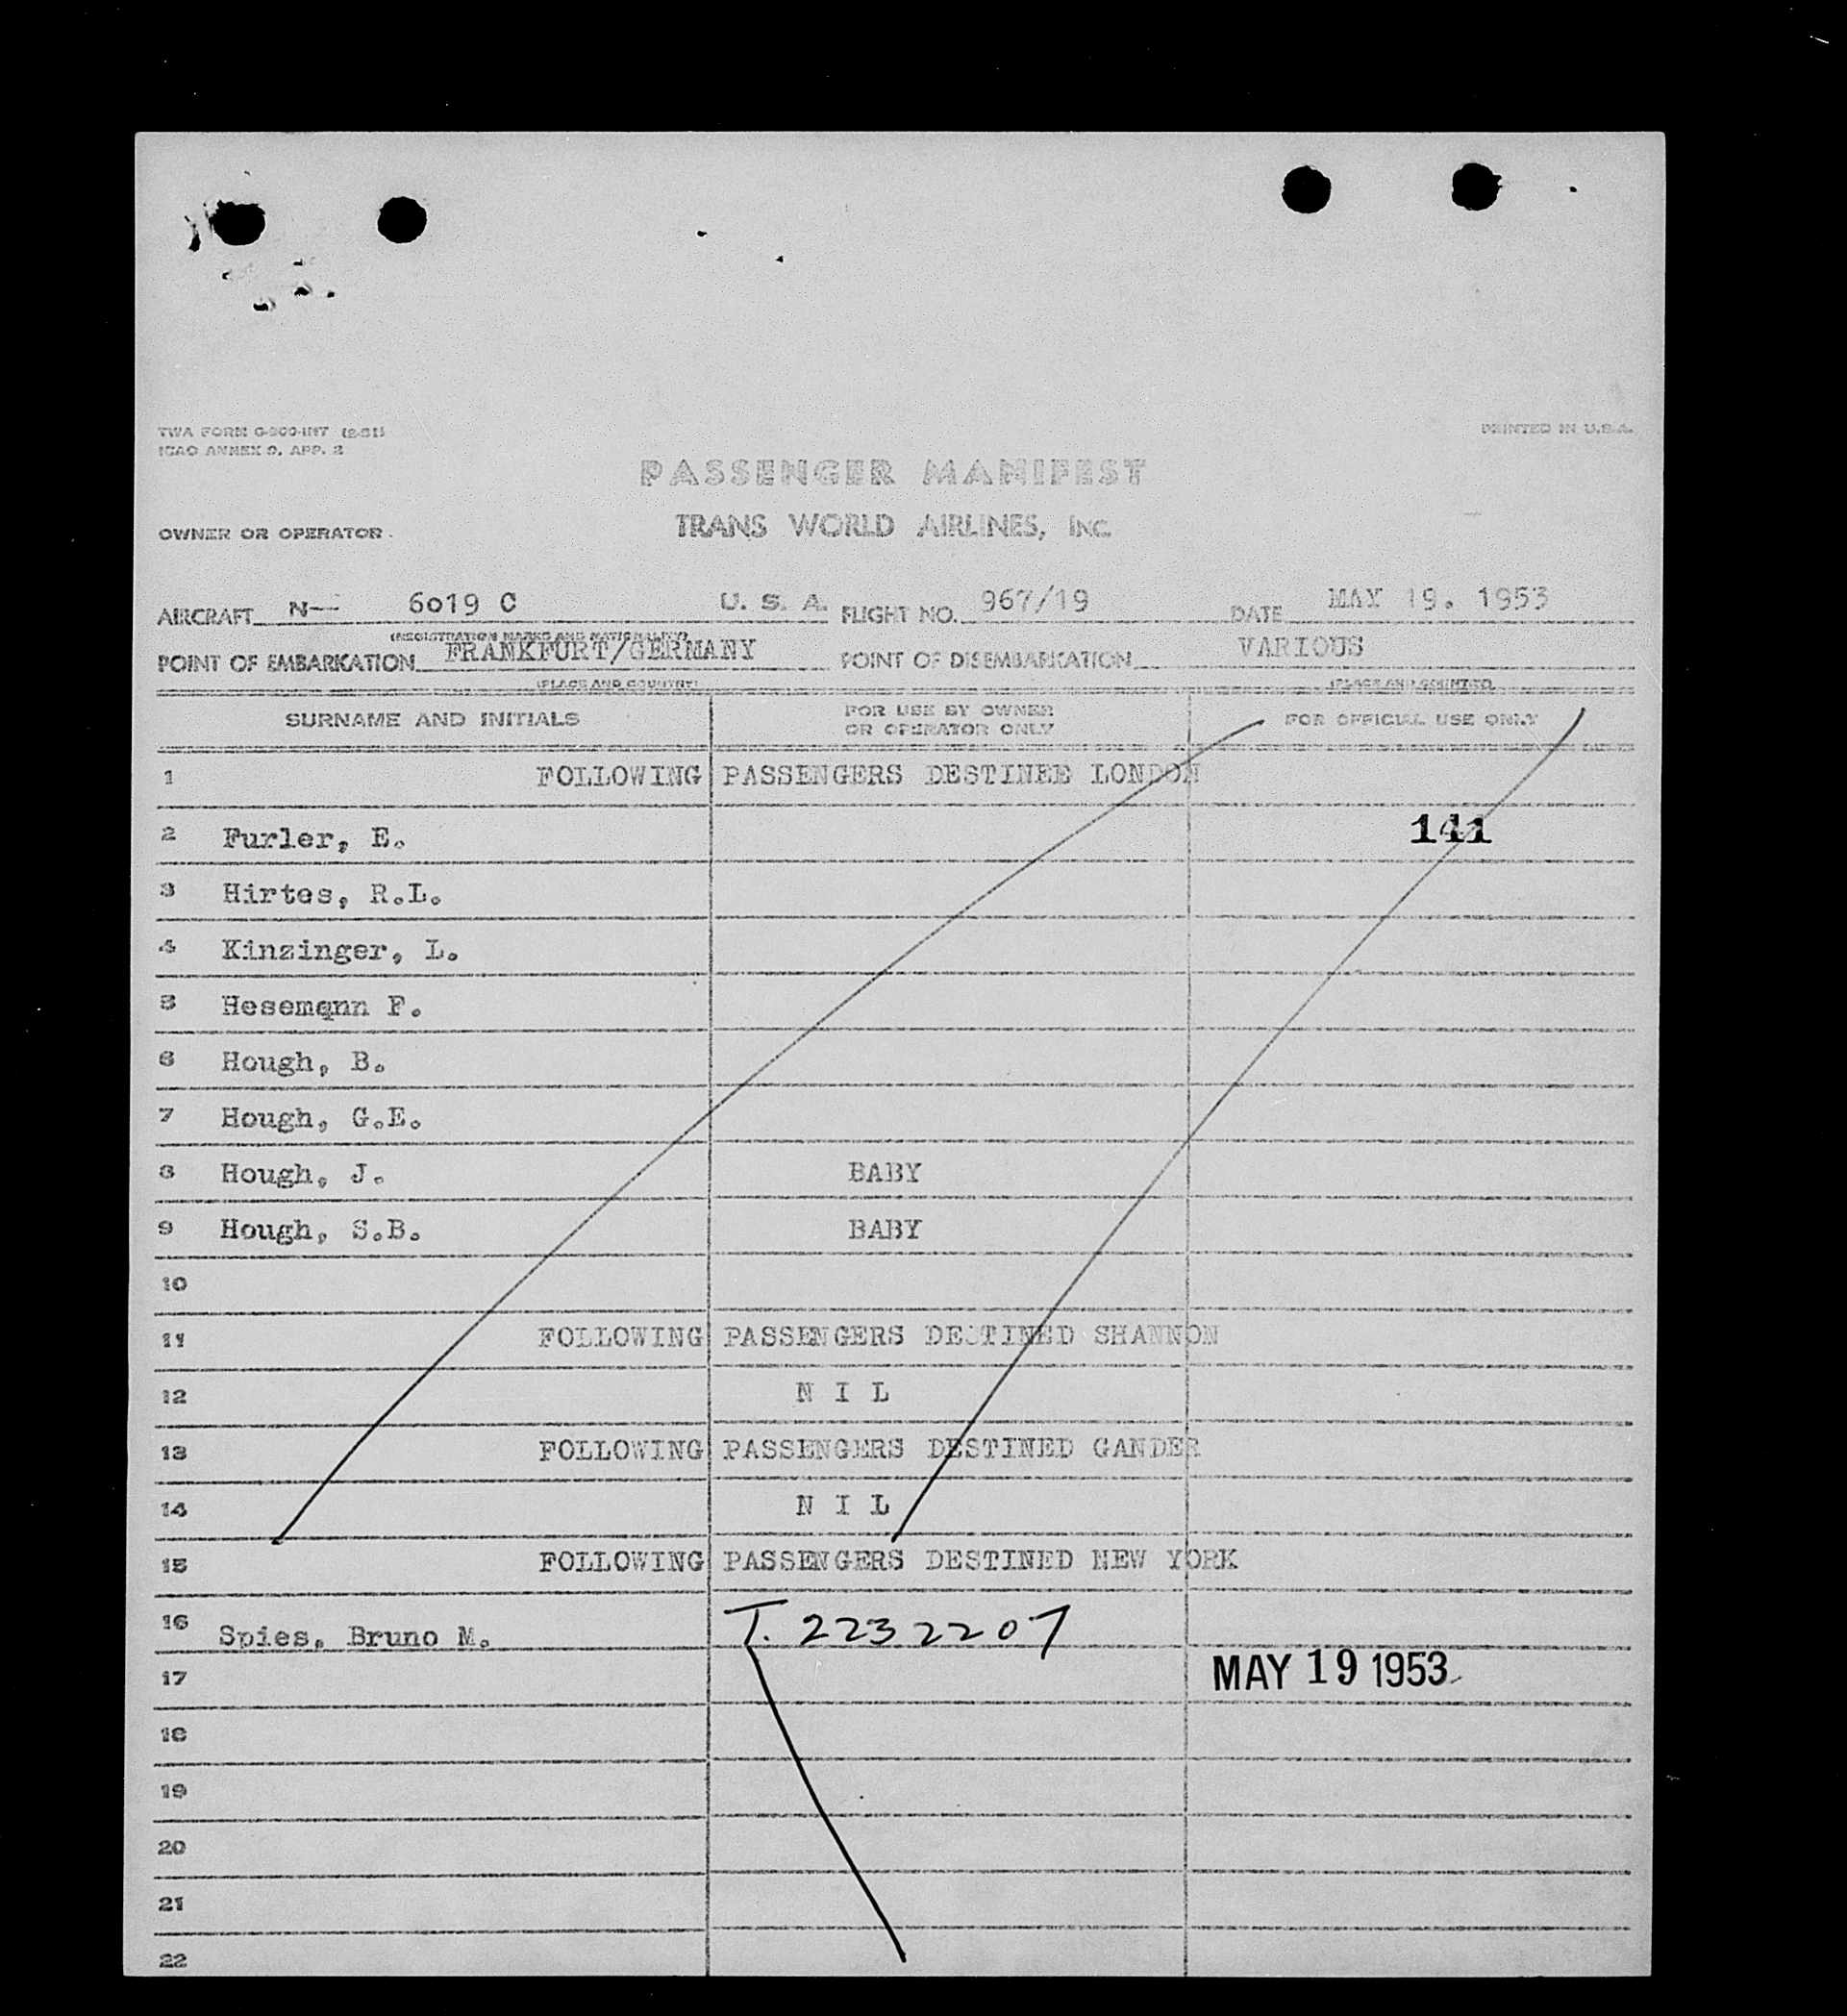 TWA FORM G-900-INT (2-51)
ICAO ANNEX 9, APP. 2
PRINTED IN U.S.A.
PASSENGER MANIFEST
OWNER OR OPERATOR. TRANS WORLD AIRLINES, INC.
AIRCRAFT N-- 6019 C U. S. A. FLIGHT NO. 967/19 DATE MAY 19. 1953
(REGISTRATION MARKS AND NATIONALITY)
POINT OF EMBARKATION FRANKFURT/GERMANY POINT OF DISEMBARKATION VARIOUS
(PLACE AND COUNTRY) (PLACE AND COUNTRY)
SURNAME AND INITIALS FOR USE BY OWNER OR OPERATOR ONLY FOR OFFICIAL USE ONLY
1 FOLLOWING PASSENGERS DESTINEE LONDON
2 Furler, E. 141
3 Hirtes, R.L.
4 Kinzinger, L.
5 Hesemann F.
6 Hough, B.
7 Hough, G.E.
8 Hough, J. BABY
9 Hough, S.B. BABY
10
11 FOLLOWING PASSENGERS DESTINED SHANNON
12 N I L
13 FOLLOWING PASSENGERS DESTINED GANDER
14 N I L
15 FOLLOWING PASSENGERS DESTINED NEW YORK
16 Spies, Bruno M. T. 2232207
17 MAY 19 1953
18
19
20
21
22